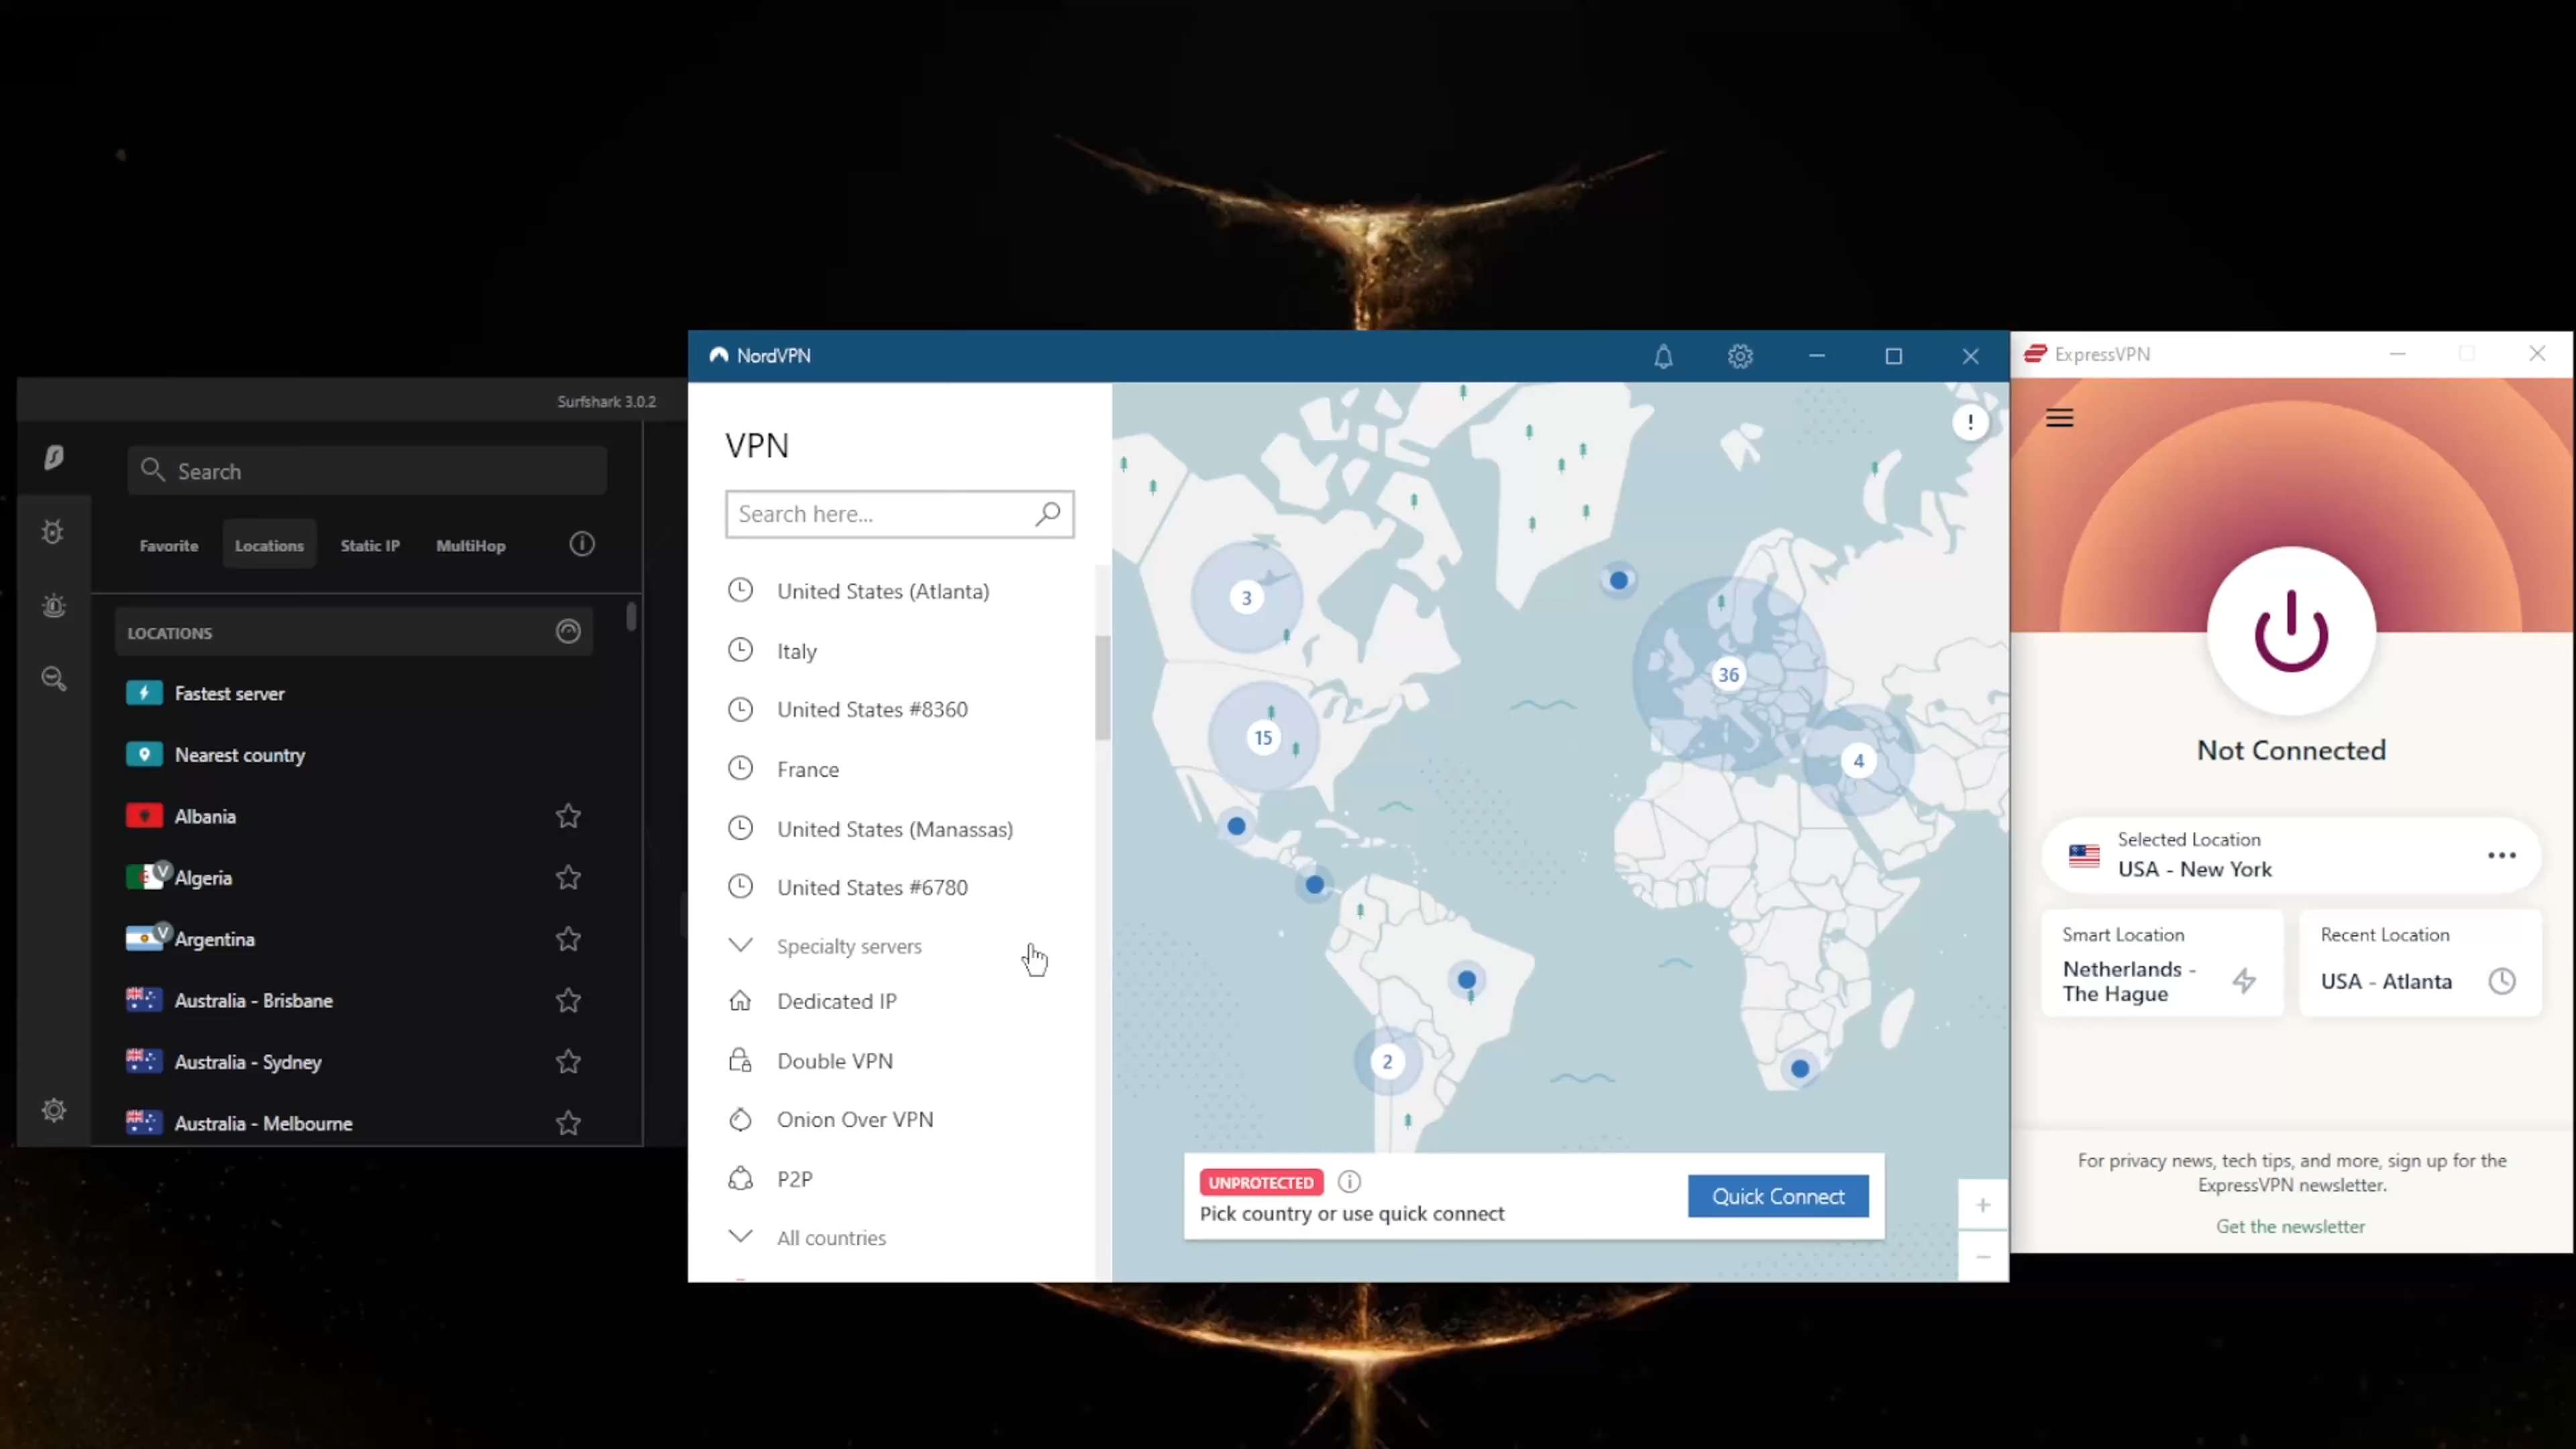 Surfshark 3.0.2
Search
Favorite
Locations
Static IP
MultiHop
LOCATIONS
Fastest server
Nearest country
Albania
V
Algeria
V
Argentina
Australia - Brisbane
Australia - Sydney
Australia - Melbourne
NordVPN
VPN
Search here...
United States (Atlanta)
Italy
United States #8360
France
United States (Manassas)
United States #6780
Specialty servers
Dedicated IP
Double VPN
Onion Over VPN
P2P
All countries
!
3
36
15
4
2
UNPROTECTED
Pick country or use quick connect
Quick Connect
ExpressVPN
Not Connected
Selected Location
USA - New York
Smart Location
Netherlands -
The Hague
Recent Location
USA - Atlanta
For privacy news, tech tips, and more, sign up for the
ExpressVPN newsletter.
Get the newsletter